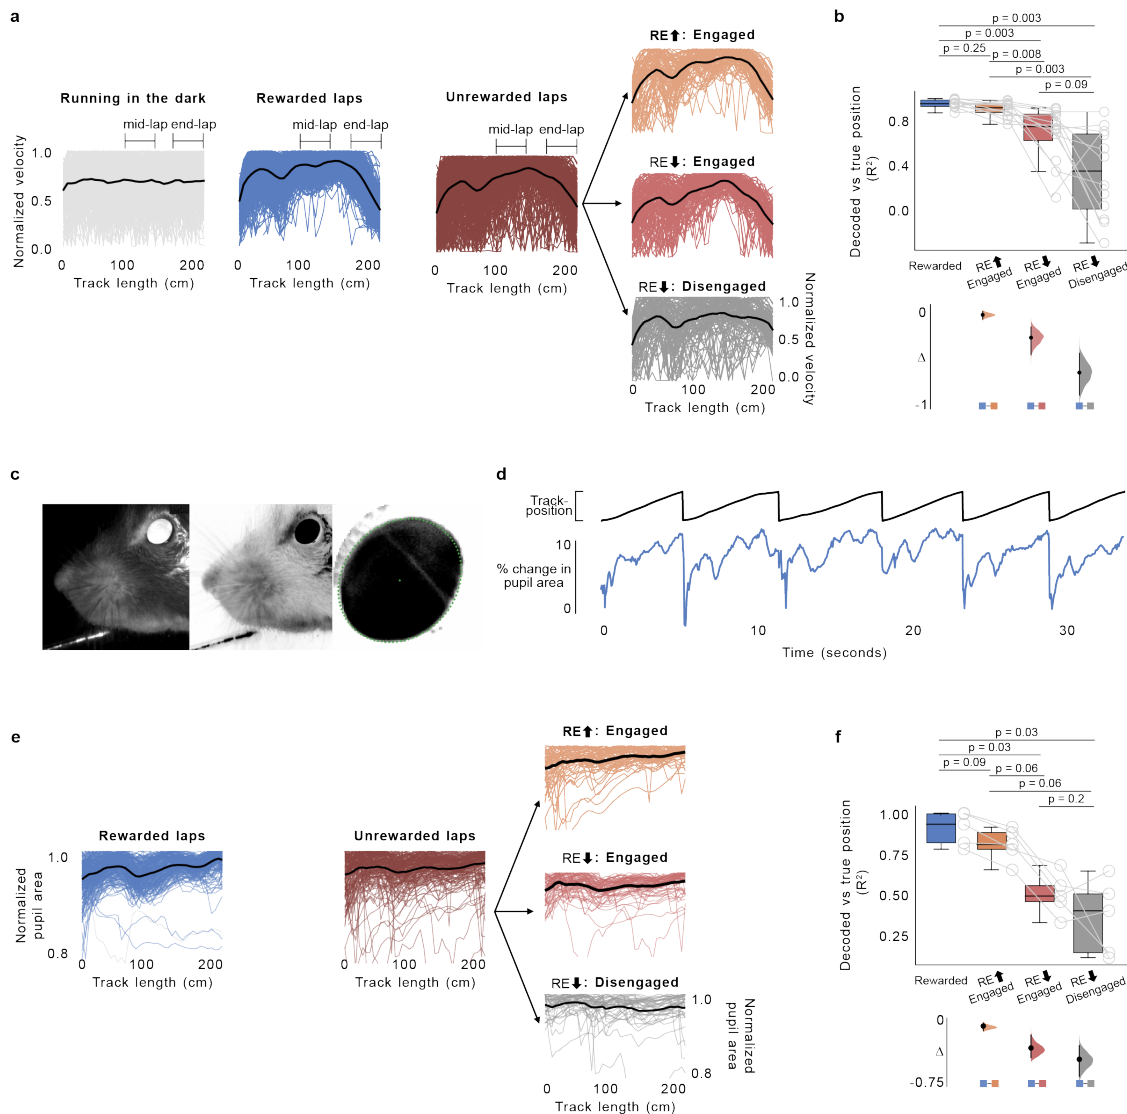 a
Running in the dark
Rewarded laps
Unrewarded laps
mid-lap end-lap
mid-lap end-lap
mid-lap end-lap
Normalized velocity
1.0
0.5
0.0
0 100 200
Track length (cm)
0 100 200
Track length (cm)
0 100 200
Track length (cm)
RE⬆: Engaged
RE⬇: Engaged
RE⬇: Disengaged
1.0
0.5
0.0
Normalized velocity
0 100 200
Track length (cm)
b
p = 0.003
p = 0.003
p = 0.25 p = 0.008
p = 0.003
p = 0.09
Decoded vs true position
(R²)
0.8
0.4
0.0
Rewarded
RE⬆
Engaged
RE⬇
Engaged
RE⬇
Disengaged
0
Δ
-1
c
d
Track-
position
10
% change in
pupil area
0
0 10 20 30
Time (seconds)
e
Rewarded laps
Unrewarded laps
Normalized
pupil area
1.0
0.8
0 100 200
Track length (cm)
0 100 200
Track length (cm)
RE⬆: Engaged
RE⬇: Engaged
RE⬇: Disengaged
1.0
0.8
Normalized
pupil area
0 100 200
Track length (cm)
f
p = 0.03
p = 0.03
p = 0.09 p = 0.06
p = 0.06
p = 0.2
Decoded vs true position
(R²)
1.00
0.75
0.50
0.25
Rewarded
RE⬆
Engaged
RE⬇
Engaged
RE⬇
Disengaged
0
Δ
-0.75